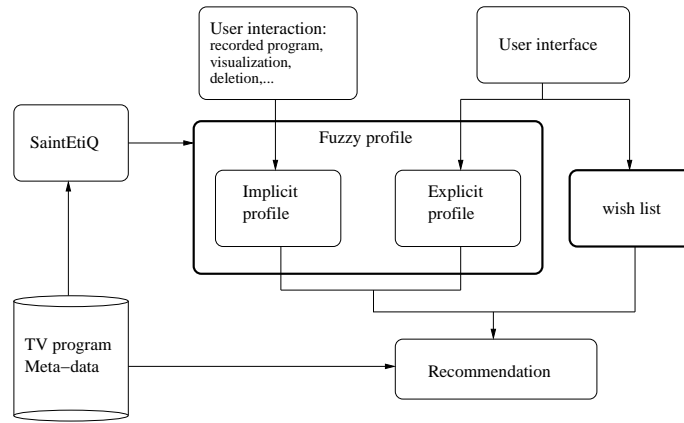 User interaction:
recorded program,
visualization,
deletion,...
User interface
SaintEtiQ
Fuzzy profile
Implicit
profile
Explicit
profile
wish list
TV program
Meta−data
Recommendation